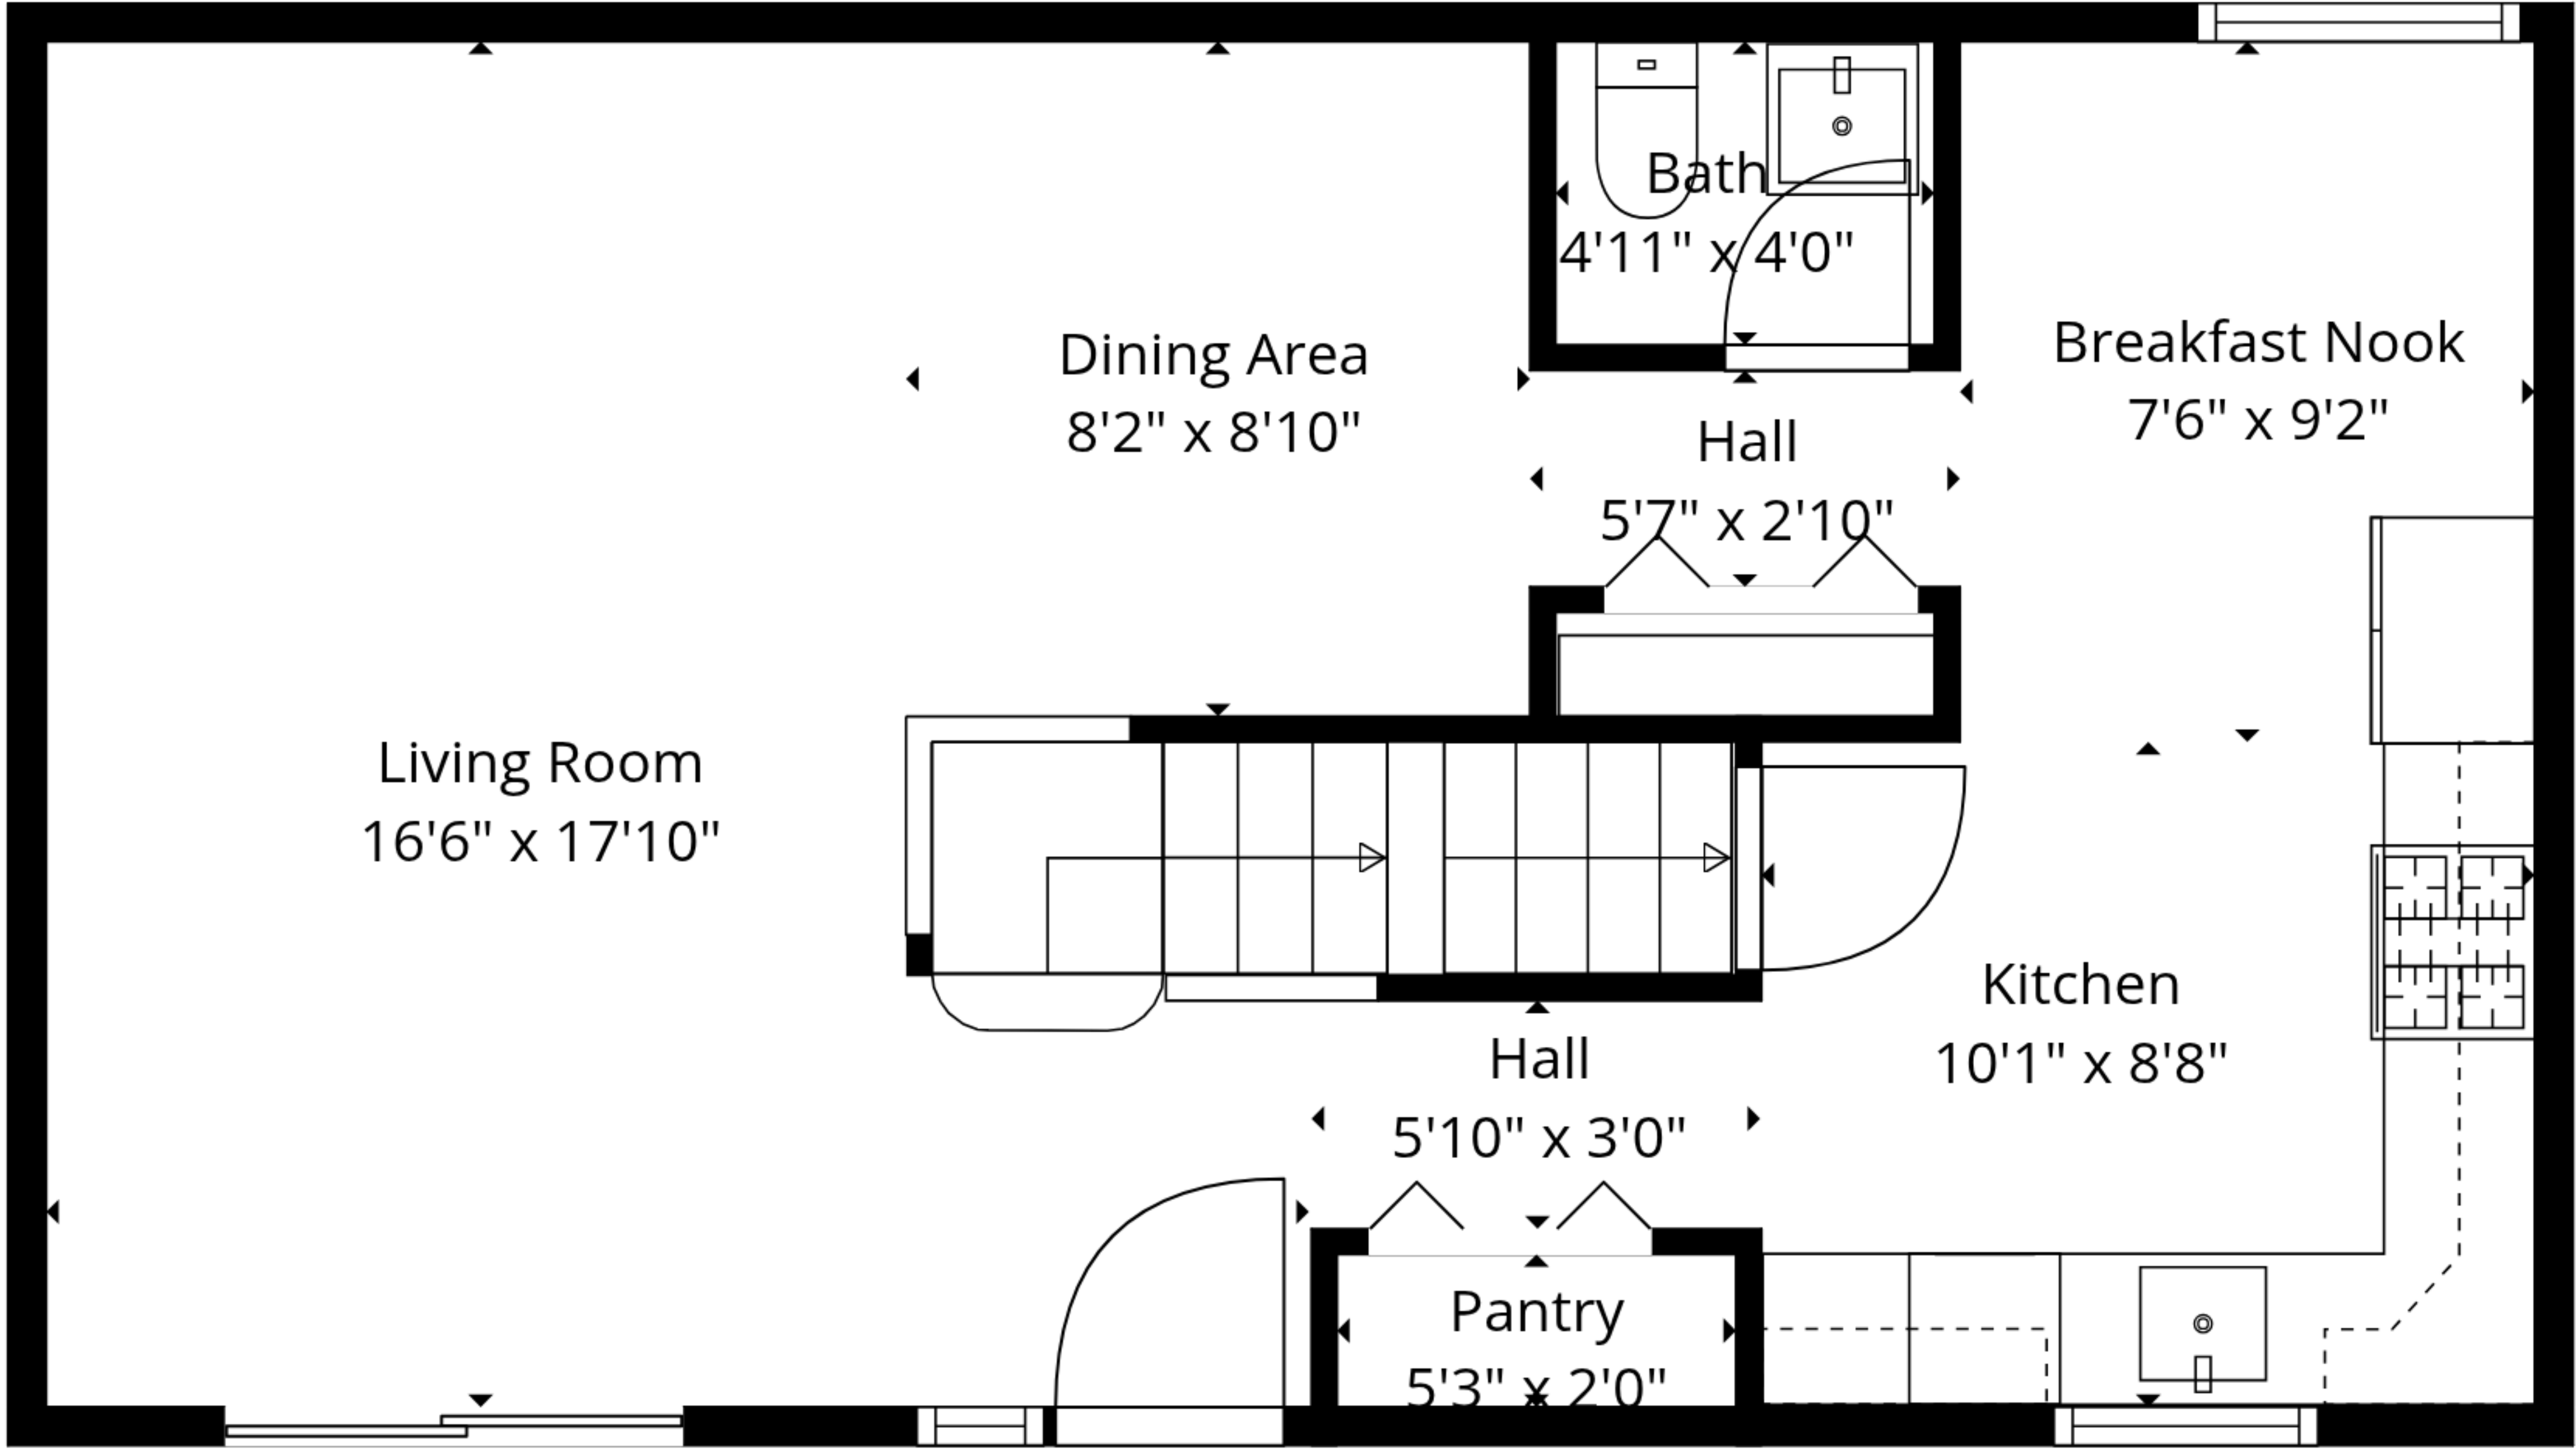 Bath
4'11" x 4'0"
Dining Area
8'2" x 8'10"
Breakfast Nook
7'6" x 9'2"
Hall
5'7" x 2'10"
Living Room
16'6" x 17'10"
Kitchen
10'1" x 8'8"
Hall
5'10" x 3'0"
Pantry
5'3" x 2'0"